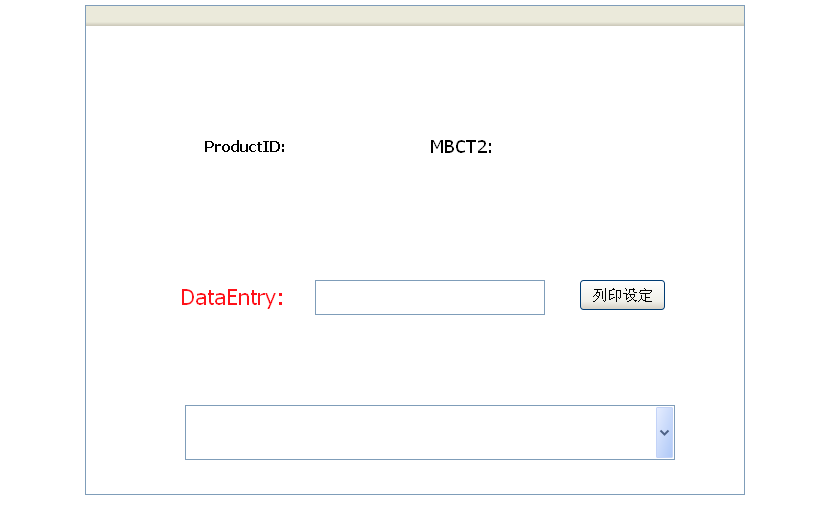 ProductID: MBCT2:
DataEntry: 列印设定